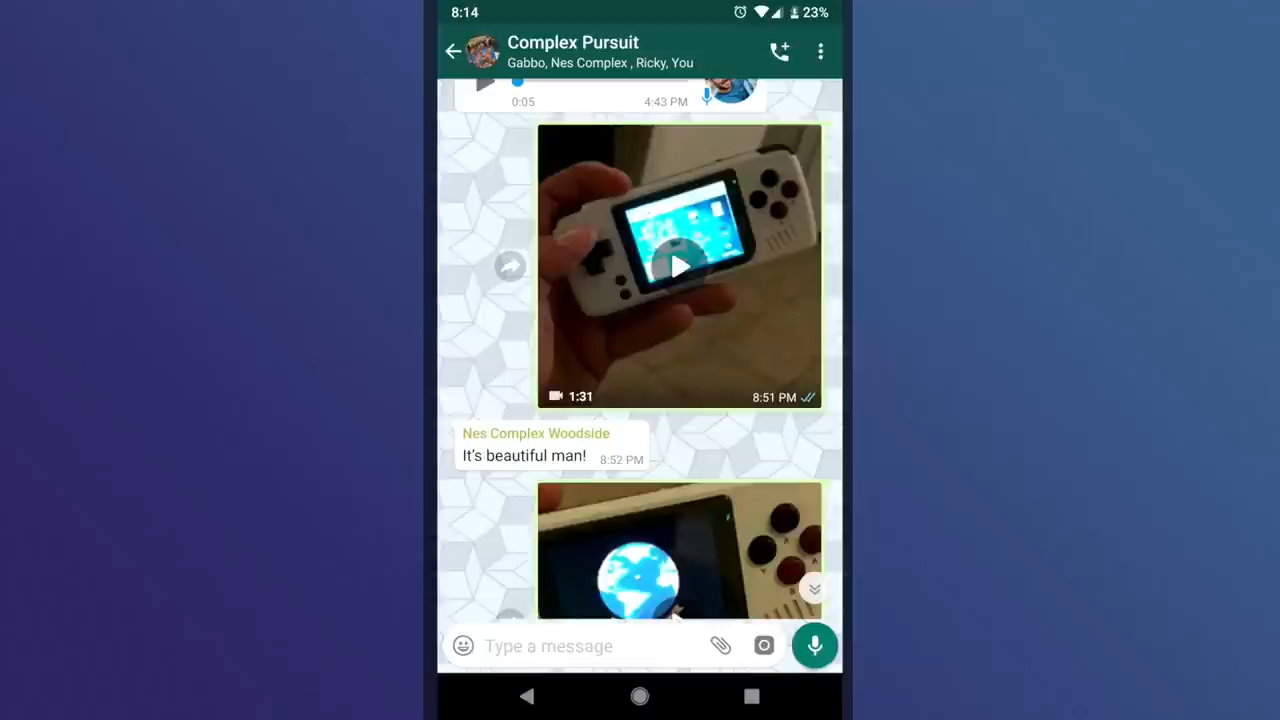 8:14
23%
Complex Pursuit
Gabbo, Nes Complex , Ricky, You
0:05
4:43 PM
1:31
8:51 PM
Nes Complex Woodside
It's beautiful man!
8:52 PM
Type a message